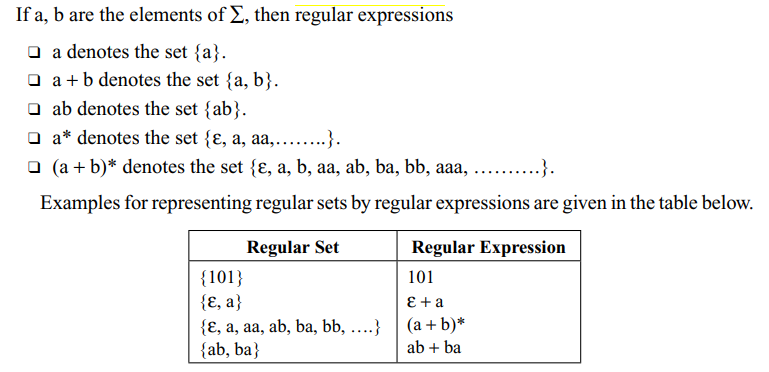 If a, b are the elements of ∑, then regular expressions
❑ a denotes the set {a}.
❑ a + b denotes the set {a, b}.
❑ ab denotes the set {ab}.
❑ a* denotes the set {ε, a, aa,........}.
❑ (a + b)* denotes the set {ε, a, b, aa, ab, ba, bb, aaa, ..........}.
Examples for representing regular sets by regular expressions are given in the table below.
Regular Set Regular Expression
{101} 101
{ε, a} ε + a
{ε, a, aa, ab, ba, bb, ....} (a + b)*
{ab, ba} ab + ba